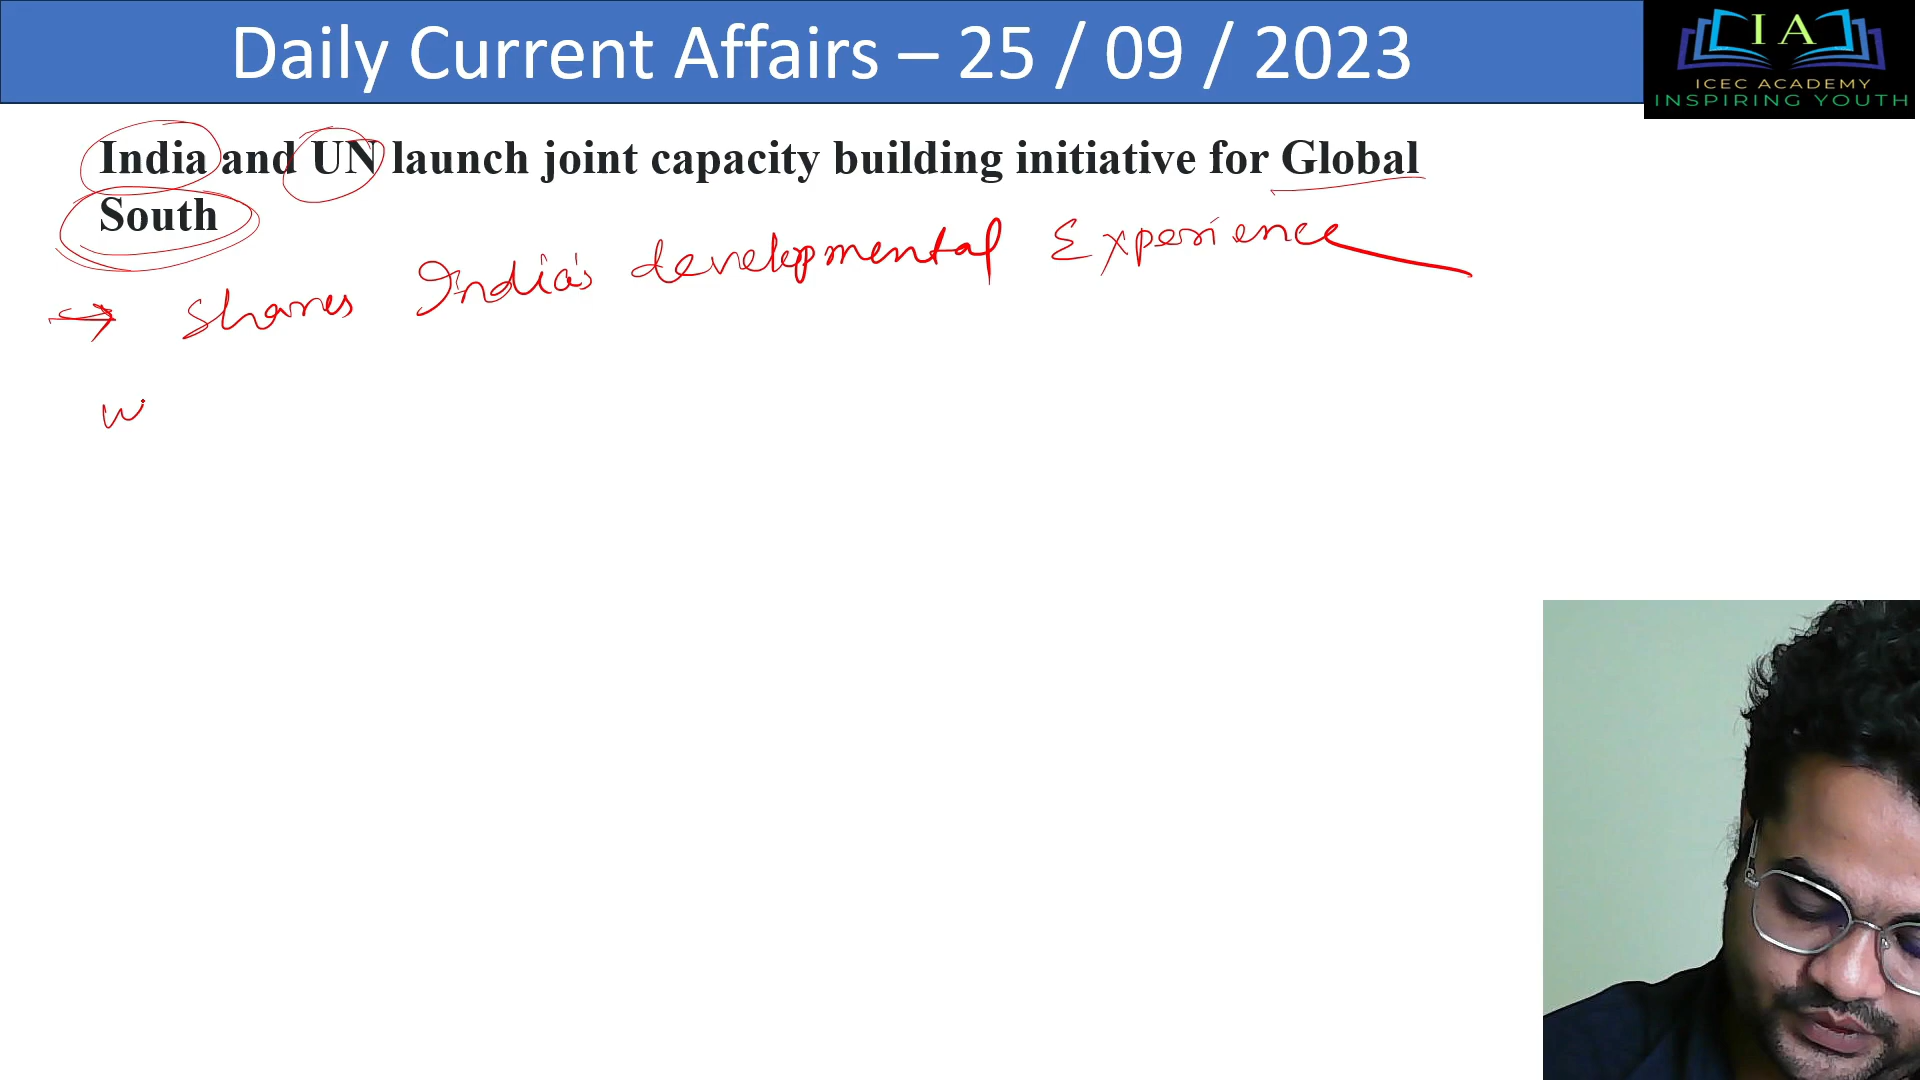 Daily Current Affairs – 25 / 09 / 2023
I A
ICEC ACADEMY
INSPIRING YOUTH
India and UN launch joint capacity building initiative for Global
South
→ Shares India's developmental Experience
w